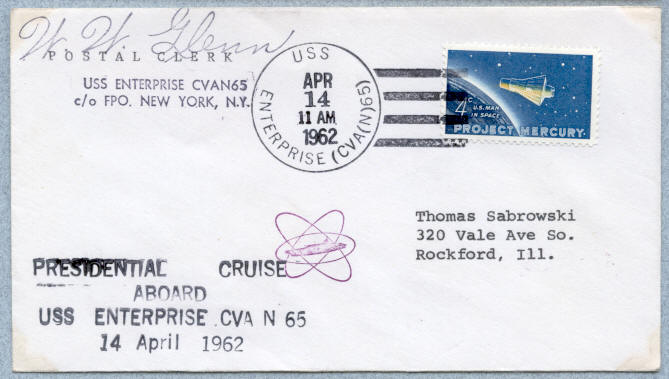 W. W. Glenn
POSTAL CLERK
USS ENTERPRISE CVAN65
c/o FPO. NEW YORK, N.Y.
USS
ENTERPRISE (CVA(N)65)
APR
14
11 AM
1962
4c
U.S. MAN
IN SPACE
PROJECT MERCURY
Thomas Sabrowski
320 Vale Ave So.
Rockford, Ill.
PRESIDENTIAL CRUISE
ABOARD
USS ENTERPRISE CVA N 65
14 April 1962